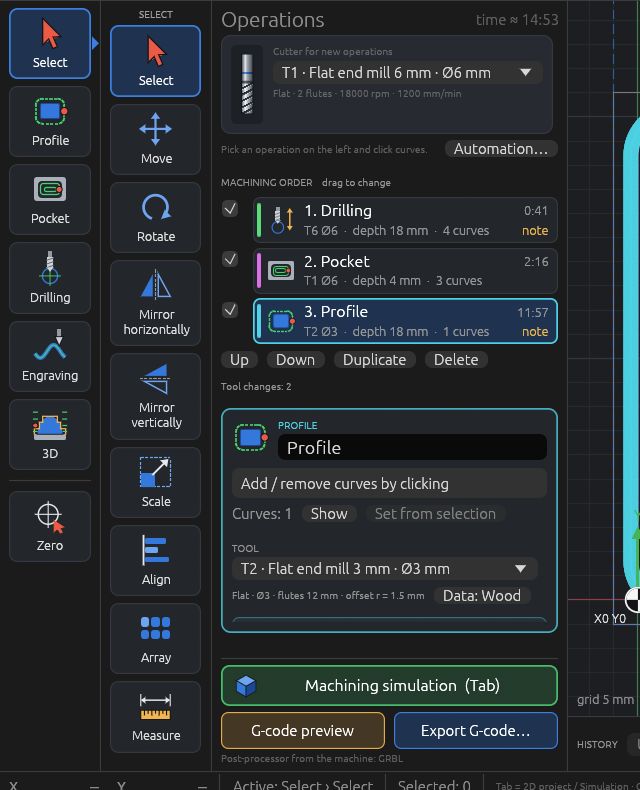 Select
Profile
Pocket
Drilling
Engraving
3D
Zero
SELECT
Select
Move
Rotate
Mirror
horizontally
Mirror
vertically
Scale
Align
Array
Measure
Operations
time ≈ 14:53
Cutter for new operations
T1 · Flat end mill 6 mm · Ø6 mm
Flat · 2 flutes · 18000 rpm · 1200 mm/min
Pick an operation on the left and click curves.
Automation...
MACHINING ORDER drag to change
1. Drilling 0:41
T6 Ø6 · depth 18 mm · 4 curves note
2. Pocket 2:16
T1 Ø6 · depth 4 mm · 3 curves
3. Profile 11:57
T2 Ø3 · depth 18 mm · 1 curves note
Up Down Duplicate Delete
Tool changes: 2
PROFILE
Profile
Add / remove curves by clicking
Curves: 1 Show Set from selection
TOOL
T2 · Flat end mill 3 mm · Ø3 mm
Flat · Ø3 · flutes 12 mm · offset r = 1.5 mm Data: Wood
Machining simulation (Tab)
G-code preview Export G-code...
Post-processor from the machine: GRBL
X0 Y0
grid 5 mm
HISTORY
X – Y – Active: Select › Select Selected: 0 Tab = 2D project / Simulation ·